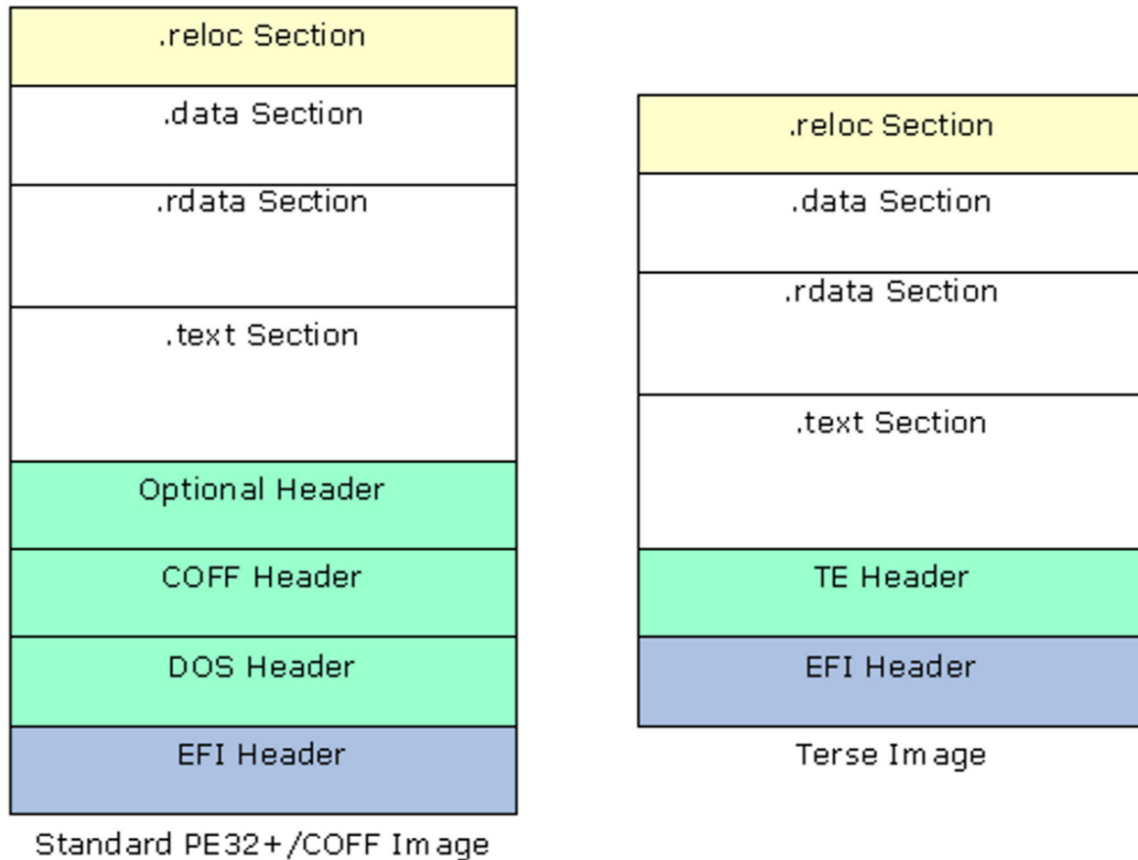 .reloc Section
.data Section
.rdata Section
.text Section
Optional Header
COFF Header
DOS Header
EFI Header
Standard PE32+/COFF Image
.reloc Section
.data Section
.rdata Section
.text Section
TE Header
EFI Header
Terse Image